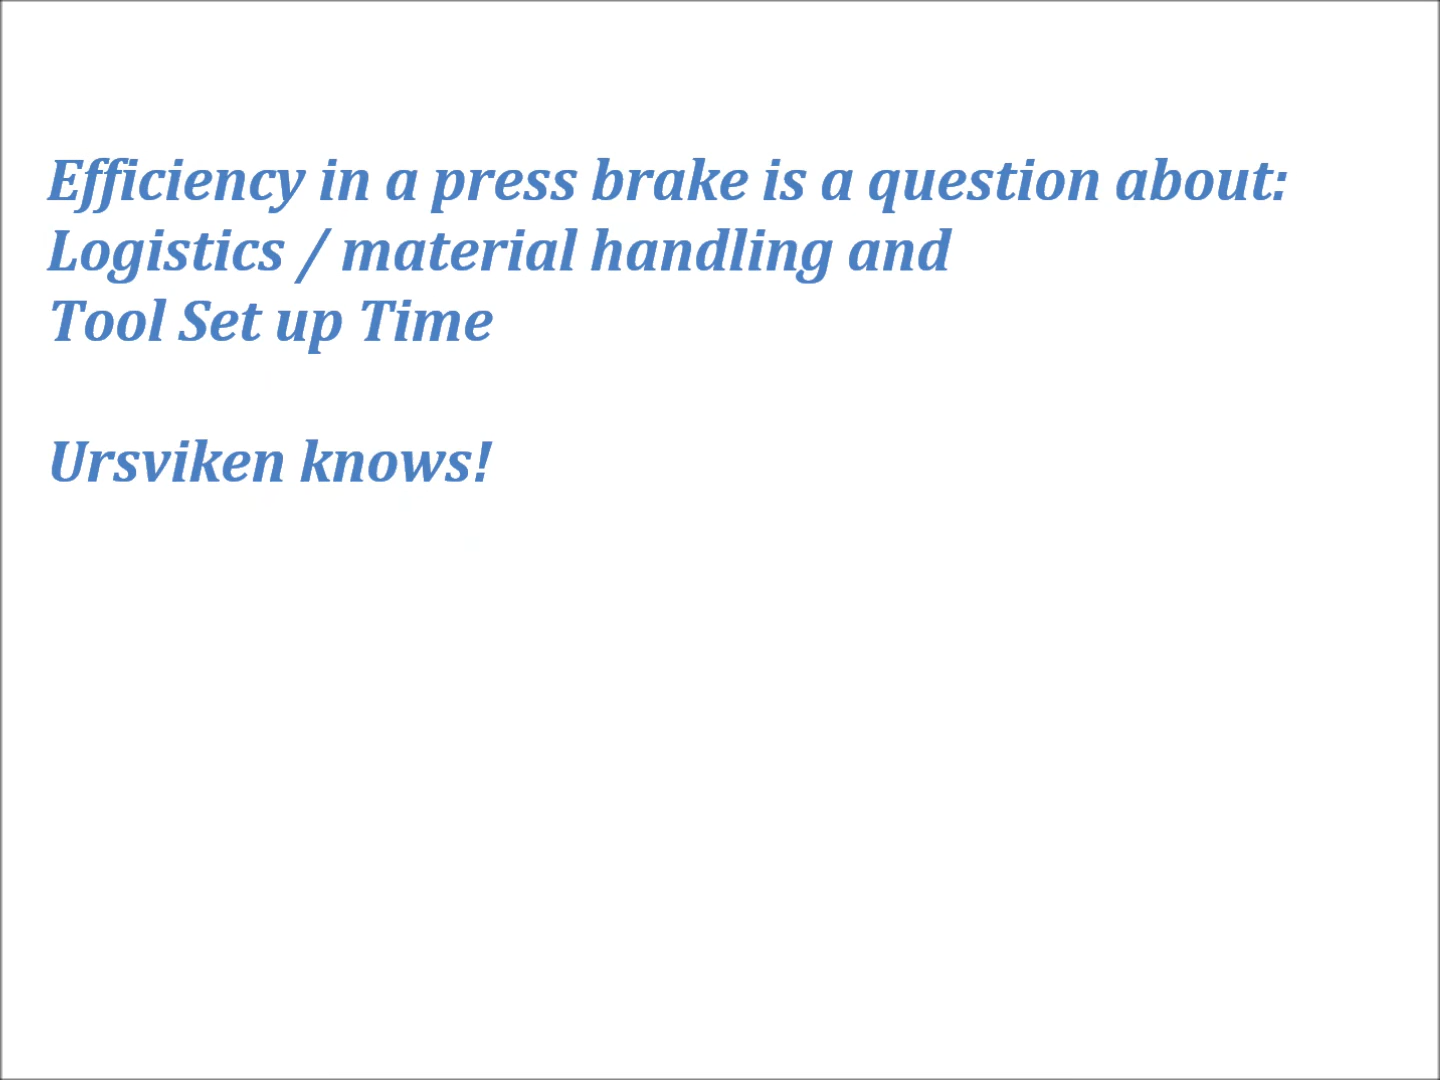 Efficiency in a press brake is a question about:
Logistics / material handling and
Tool Set up Time
Ursviken knows!